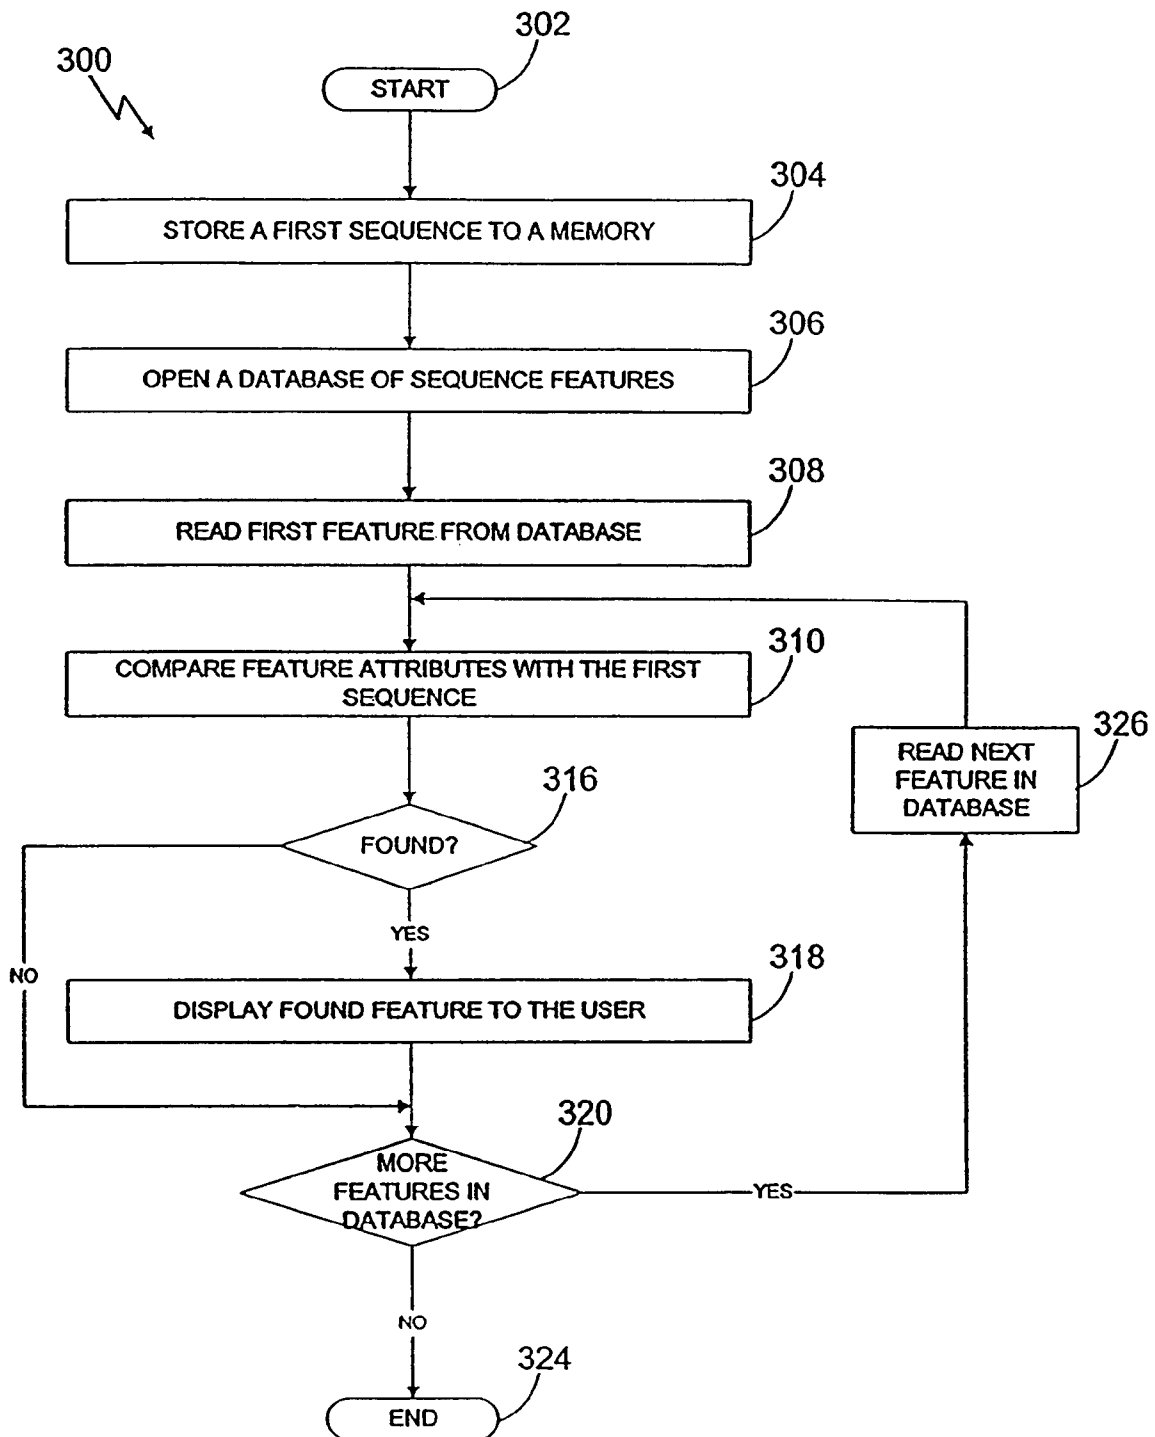 302
300
START
304
STORE A FIRST SEQUENCE TO A MEMORY
306
OPEN A DATABASE OF SEQUENCE FEATURES
308
READ FIRST FEATURE FROM DATABASE
310
COMPARE FEATURE ATTRIBUTES WITH THE FIRST
SEQUENCE
326
READ NEXT
FEATURE IN
DATABASE
316
FOUND?
YES
NO
318
DISPLAY FOUND FEATURE TO THE USER
320
MORE
FEATURES IN
DATABASE?
YES
NO
324
END